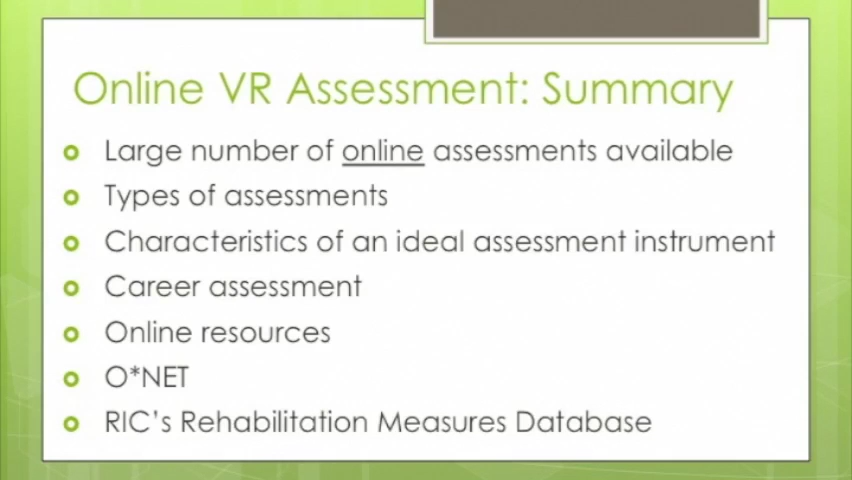 Online VR Assessment: Summary
Large number of online assessments available
Types of assessments
Characteristics of an ideal assessment instrument
Career assessment
Online resources
O*NET
RIC's Rehabilitation Measures Database